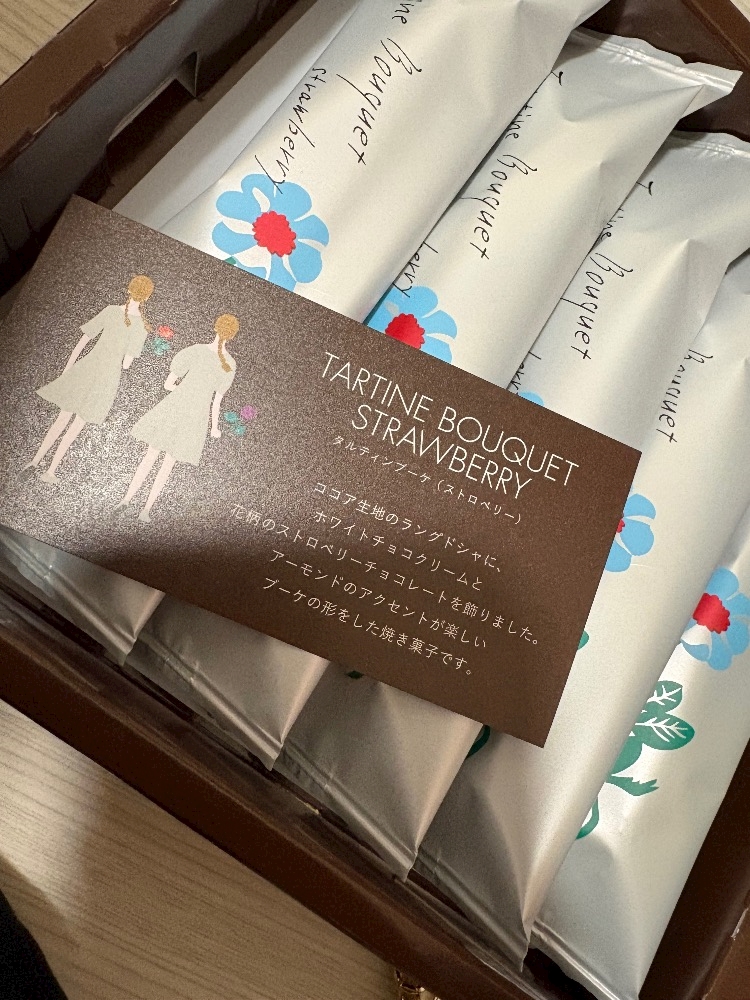 ine Bouquet
strawberry
Tartine Bouquet
berry
Tartine Bouquet
Bouquet
TARTINE BOUQUET
STRAWBERRY
タルティンブーケ（ストロベリー）
ココア生地のラングドシャに、
ホワイトチョコクリームと
花柄のストロベリーチョコレートを飾りました。
アーモンドのアクセントが楽しい
ブーケの形をした焼き菓子です。